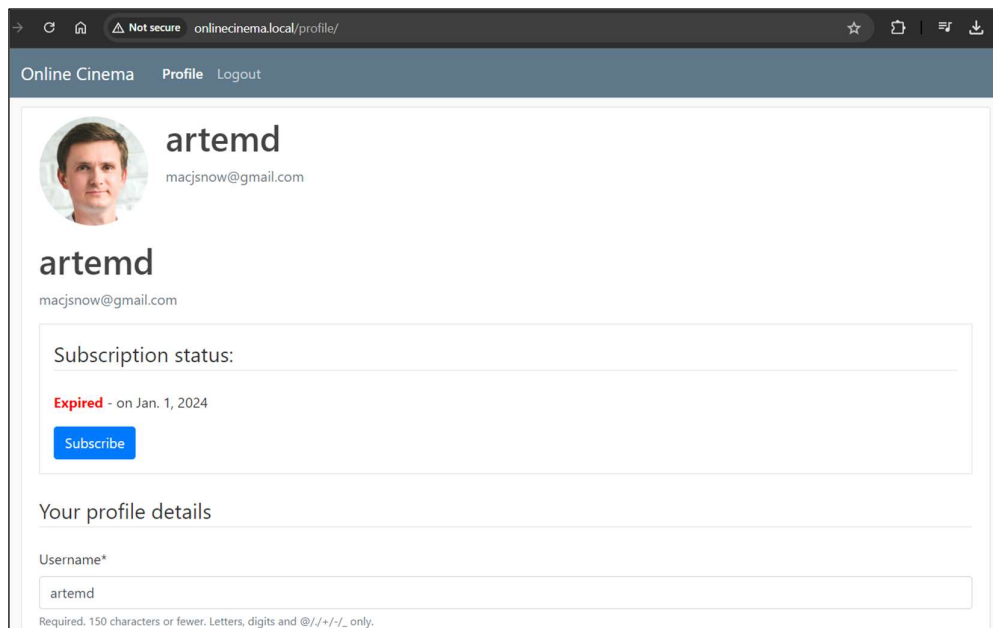 Not secure onlinecinema.local/profile/
Online Cinema Profile Logout
artemd
macjsnow@gmail.com
artemd
macjsnow@gmail.com
Subscription status:
Expired - on Jan. 1, 2024
Subscribe
Your profile details
Username*
artemd
Required. 150 characters or fewer. Letters, digits and @/./+/-/_ only.